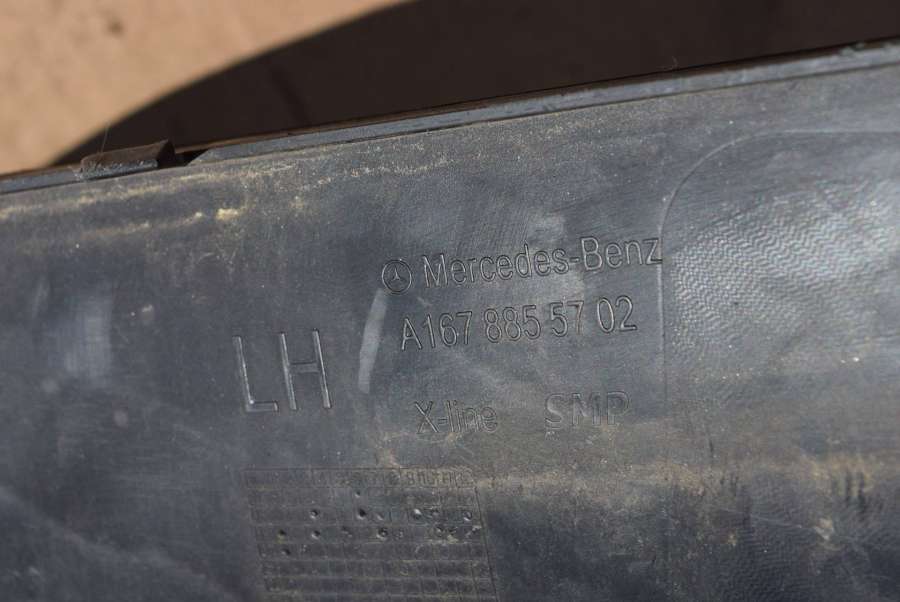 Mercedes-Benz
A167 885 57 02
LH
X-line SMP